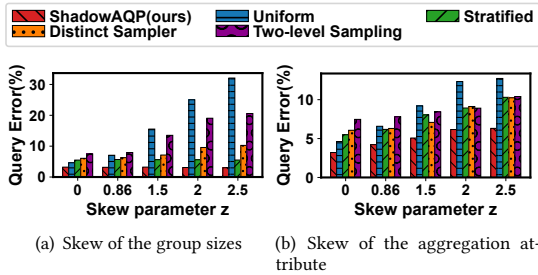 ShadowAQP(ours) Uniform Stratified
Distinct Sampler Two-level Sampling
Query Error(%)
30
20
10
0
0 0.86 1.5 2 2.5
Skew parameter z
Query Error(%)
10
5
0
0 0.86 1.5 2 2.5
Skew parameter z
(a) Skew of the group sizes
(b) Skew of the aggregation at-
tribute